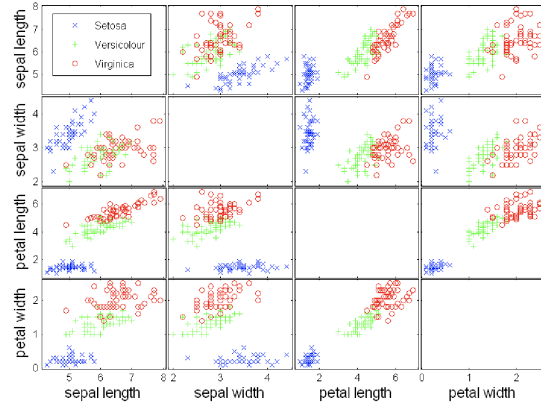 sepal length
8
7
6
5
4
Setosa
Versicolour
Virginica
sepal width
4
3
2
petal length
6
4
2
petal width
2
1
0
5 6 7 8 2 3 4 2 4 6 0 1 2
sepal length sepal width petal length petal width